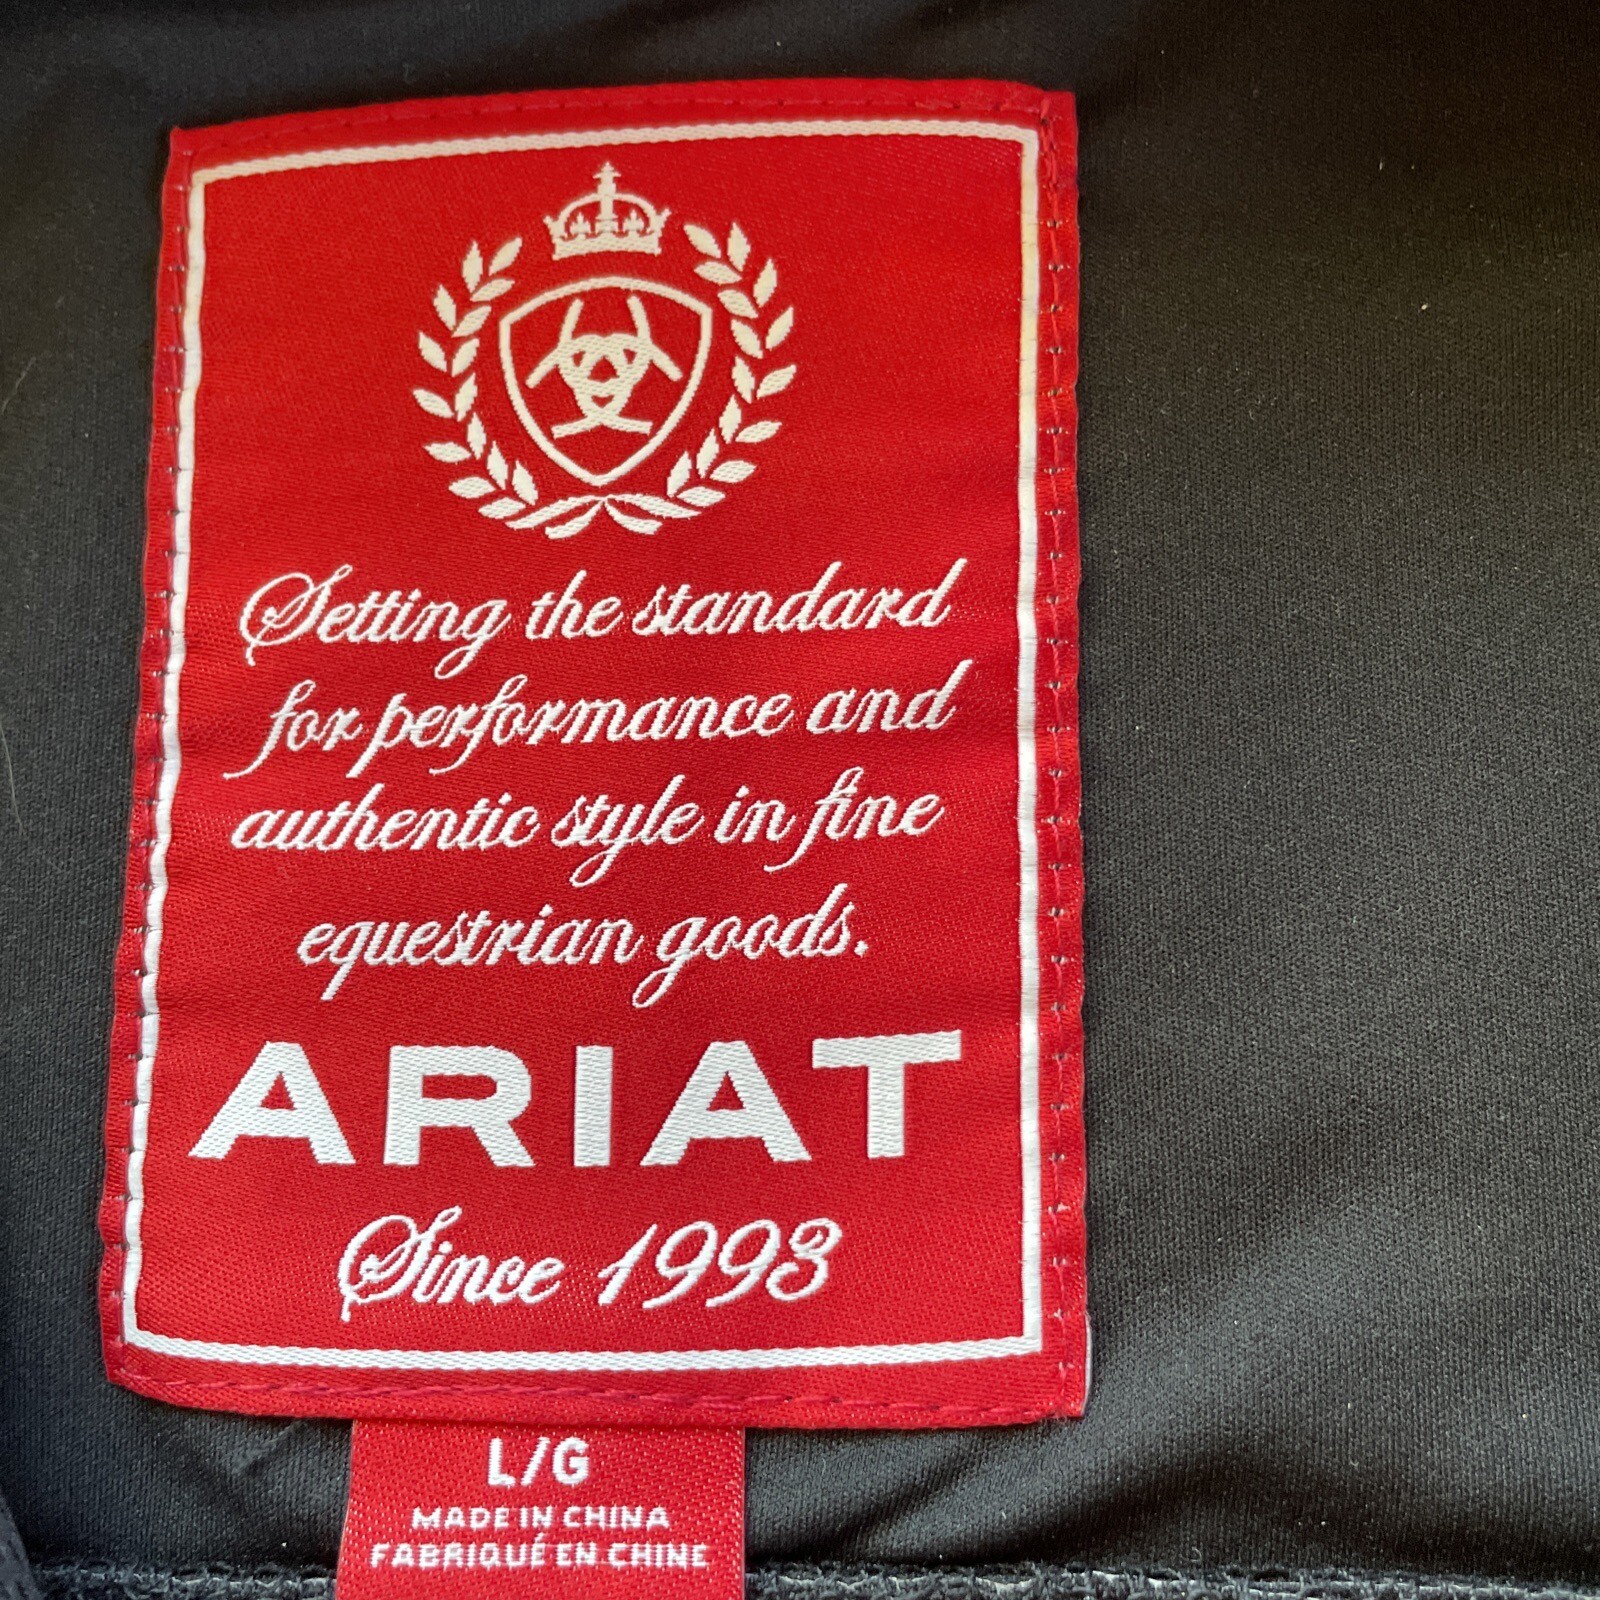 Setting the standard
for performance and
authentic style in fine
equestrian goods.
ARIAT
Since 1993
L/G
MADE IN CHINA
FABRIQUÉ EN CHINE